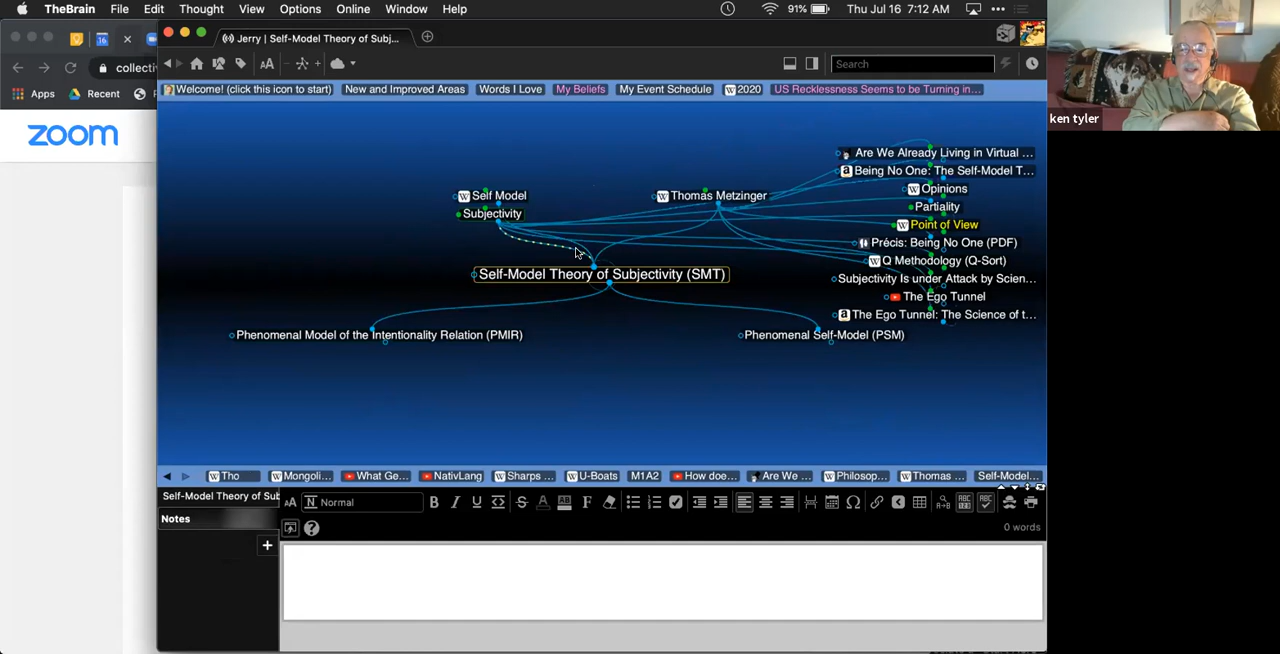 TheBrain File Edit Thought View Options Online Window Help 91% Thu Jul 16 7:12 AM
Jerry | Self-Model Theory of Subj...
collecti
AA
Search
Apps Recent
Welcome! (click this icon to start) New and Improved Areas Words I Love My Beliefs My Event Schedule W 2020 US Recklessness Seems to be Turning in...
ken tyler
zoom
Are We Already Living in Virtual ...
a Being No One: The Self-Model T...
W Self Model
W Thomas Metzinger
W Opinions
Subjectivity
Partiality
W Point of View
Précis: Being No One (PDF)
W Q Methodology (Q-Sort)
Self-Model Theory of Subjectivity (SMT)
Subjectivity Is under Attack by Scien...
The Ego Tunnel
a The Ego Tunnel: The Science of t...
Phenomenal Model of the Intentionality Relation (PMIR)
Phenomenal Self-Model (PSM)
W Tho W Mongoli... What Ge... NativLang W Sharps ... W U-Boats M1A2 How doe... Are We ... W Philosop... W Thomas ... Self-Model...
Self-Model Theory of Sub
AA N Normal B I U S A AB F Ω ABC 123 ABC
Notes
0 words